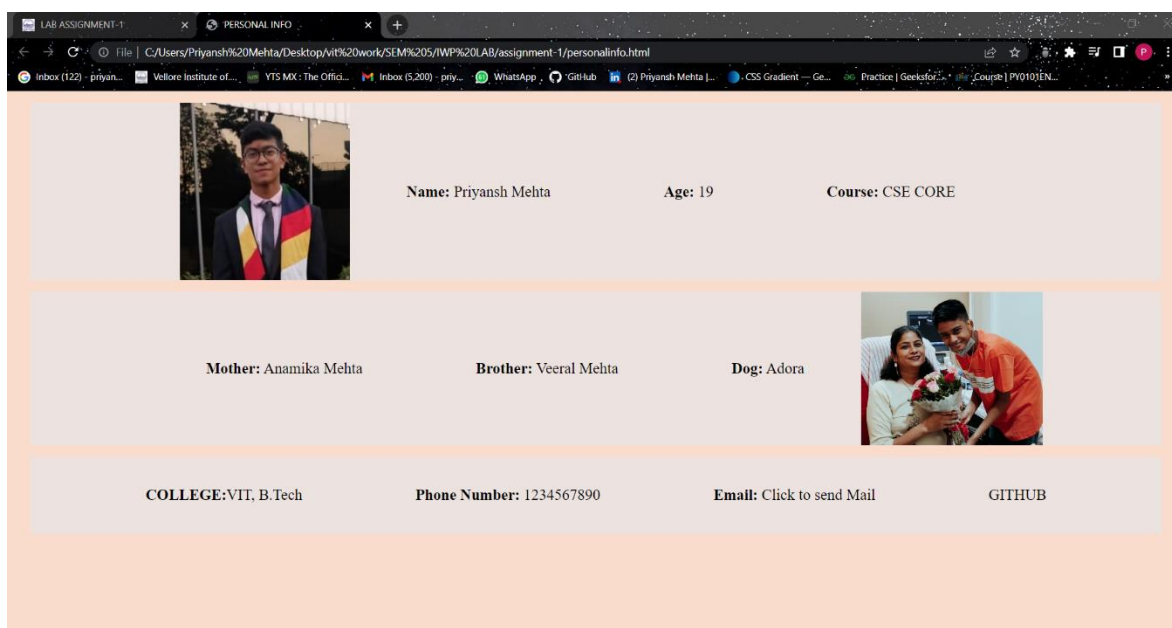 LAB ASSIGNMENT-1
PERSONAL INFO
File | C:/Users/Priyansh%20Mehta/Desktop/vit%20work/SEM%205/IWP%20LAB/assignment-1/personalinfo.html
Inbox (122) - priyan... Vellore Institute of... YTS MX : The Offici... Inbox (5,200) - priy... WhatsApp GitHub (2) Priyansh Mehta |... CSS Gradient — Ge... Practice | Geeksfor... Course | PY0101EN...
Name: Priyansh Mehta Age: 19 Course: CSE CORE
Mother: Anamika Mehta Brother: Veeral Mehta Dog: Adora
COLLEGE:VIT, B.Tech Phone Number: 1234567890 Email: Click to send Mail GITHUB